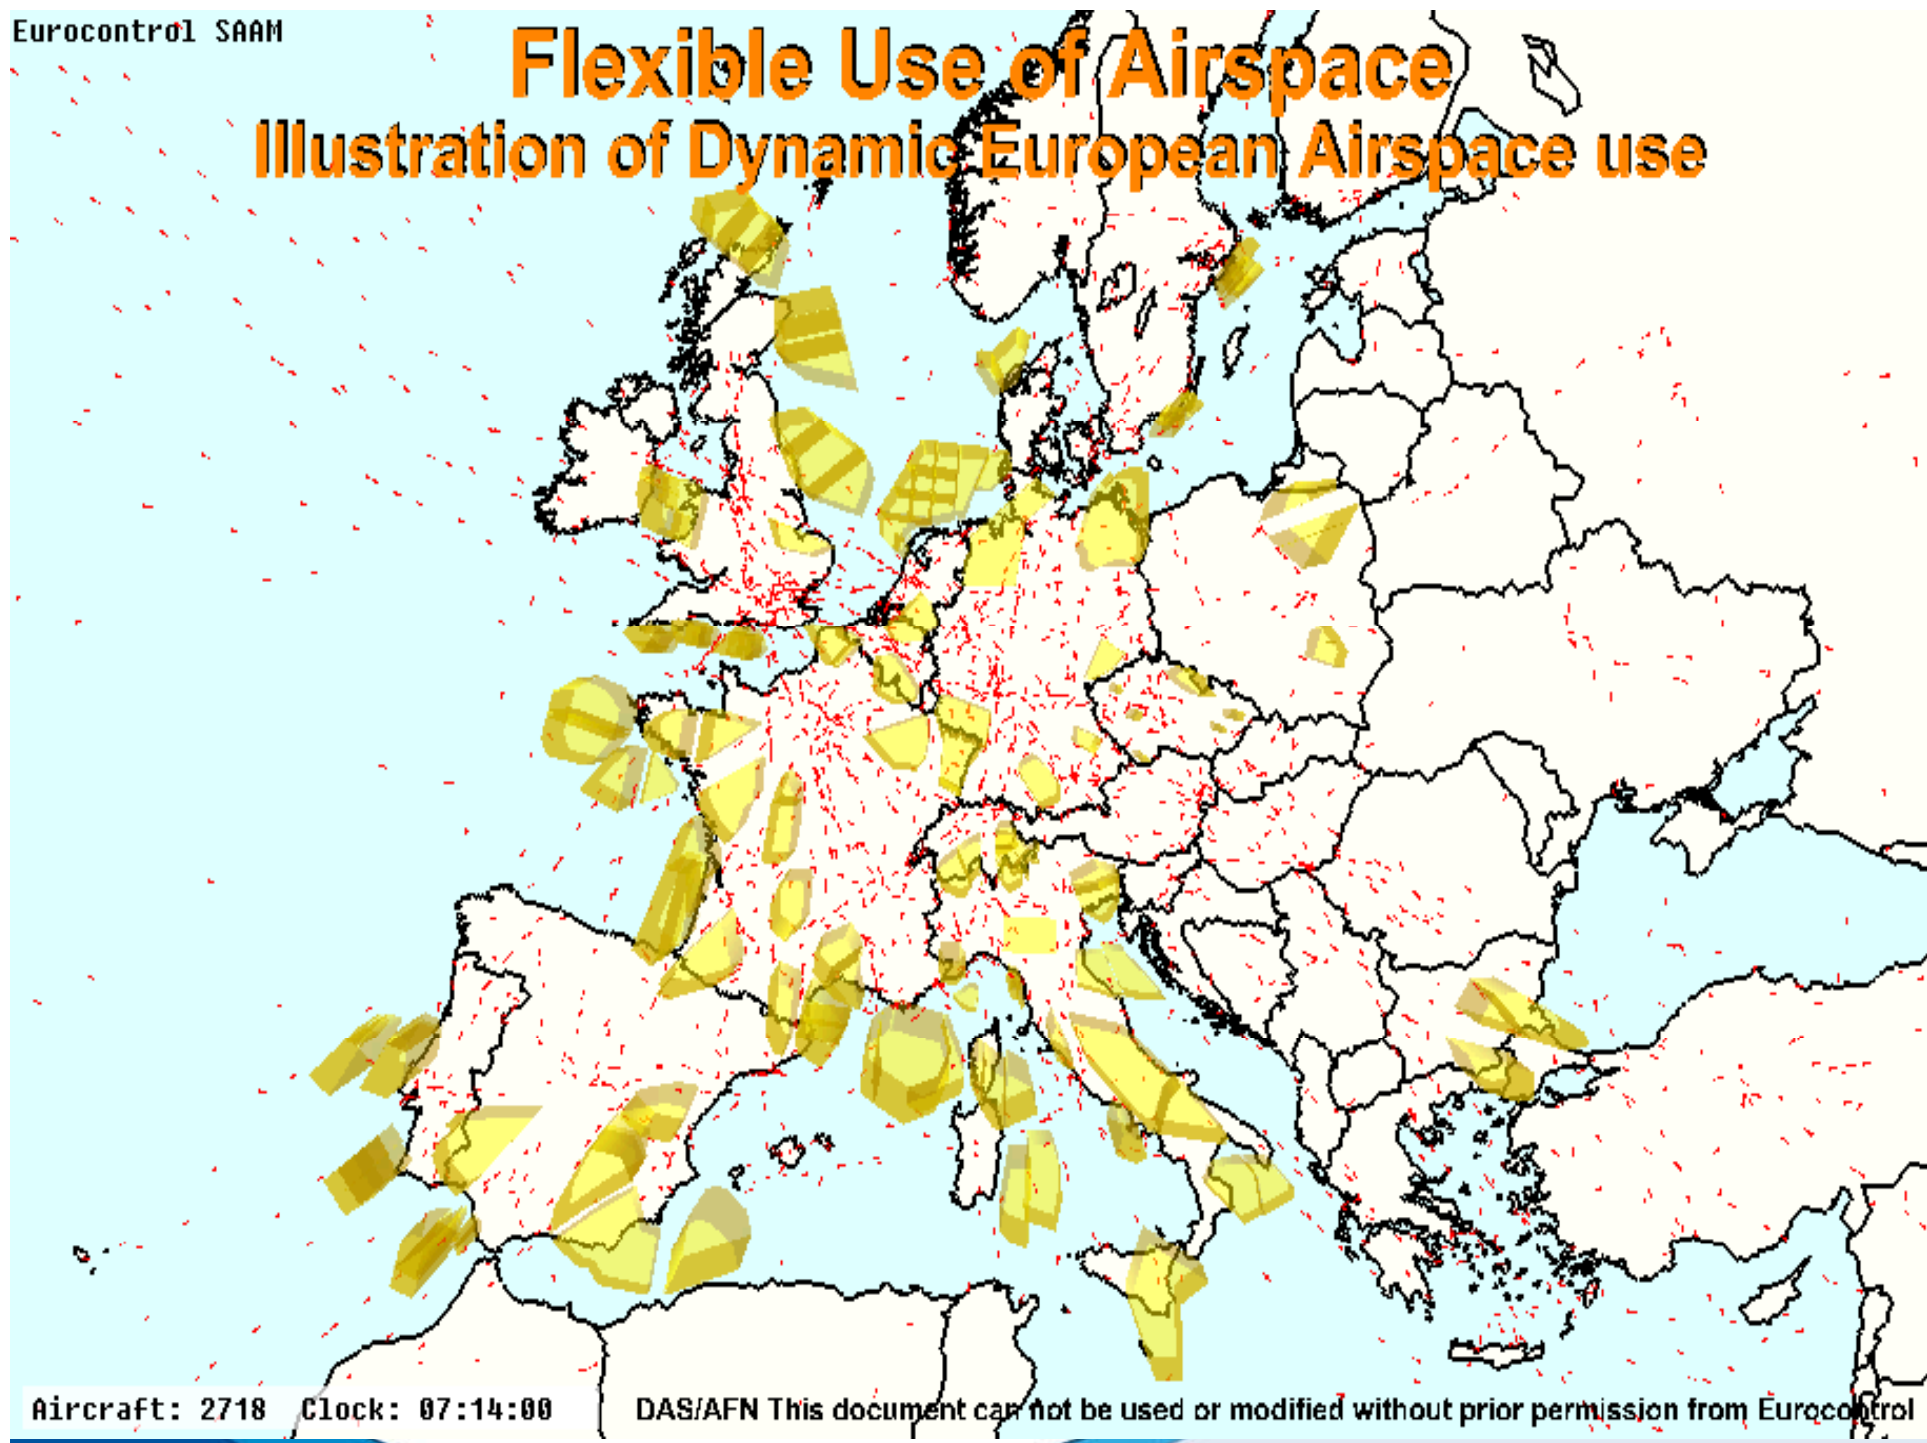 Eurocontrol SAAM
Flexible Use of Airspace
Illustration of Dynamic European Airspace use
Aircraft: 2718 Clock: 07:14:00
DAS/AFN This document can not be used or modified without prior permission from Eurocontrol